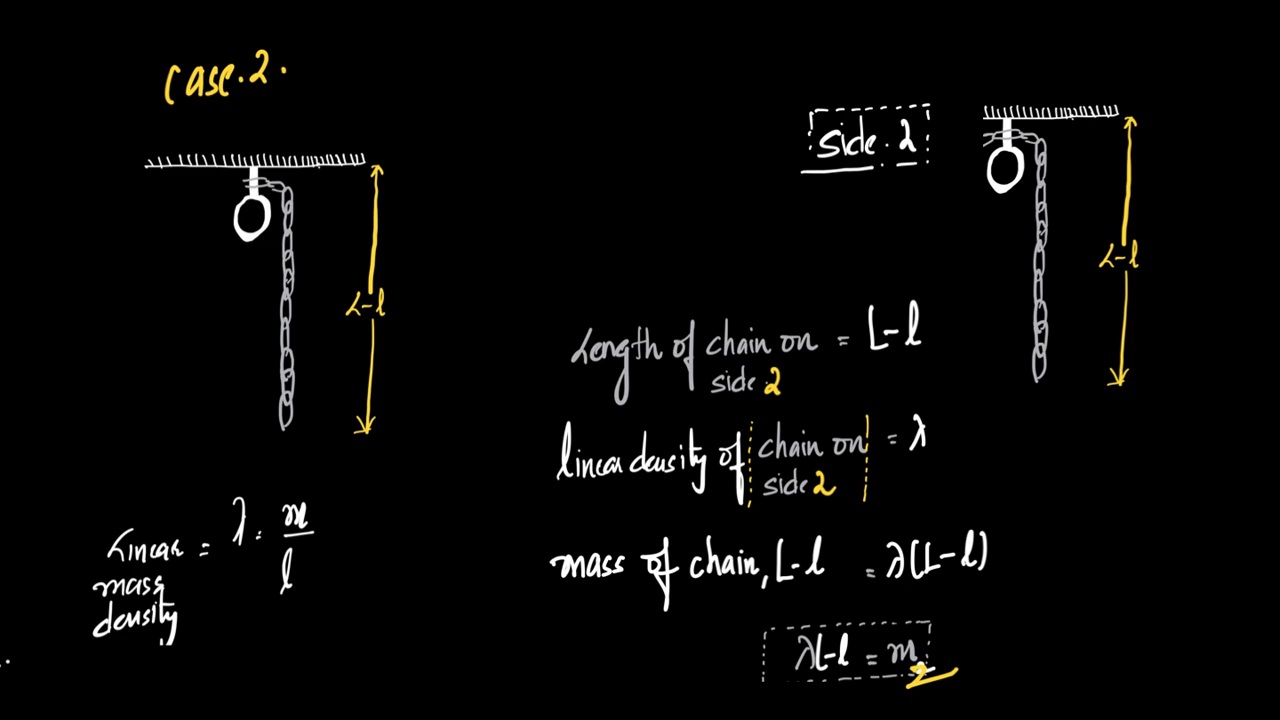 Case.2.
side.2
L-l
L-l
Length of chain on = L-l
side 2
linear density of chain on = λ
side 2
Linear = λ = m/l
mass
density
mass of chain, L-l = λ(L-l)
λL-l = m2